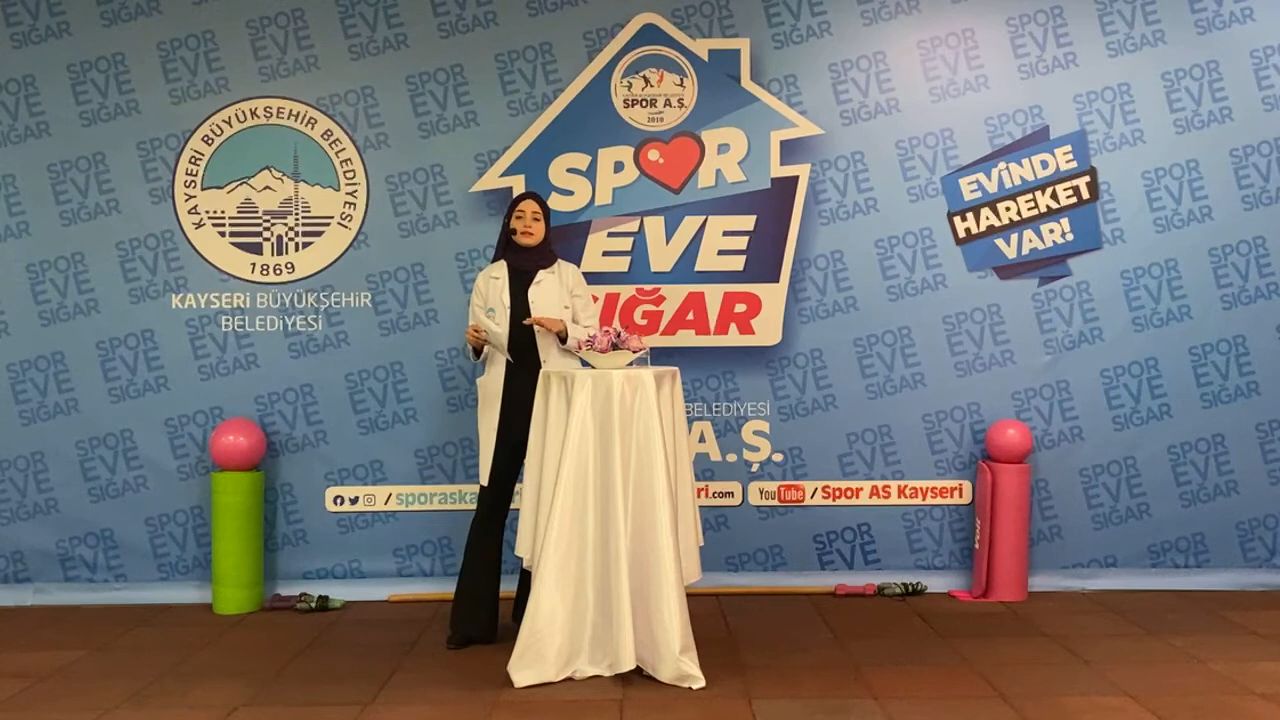 KAYSERİ BÜYÜKŞEHİR BELEDİYESİ
1869
KAYSERİ BÜYÜKŞEHİR
BELEDİYESİ
SPOR A.Ş.
2010
SPOR
EVE
SIĞAR
EVİNDE
HAREKET
VAR!
BELEDİYESİ
A.Ş.
/sporaska
ri.com
YouTube / Spor AS Kayseri
SPOR
EVE
SIĞAR